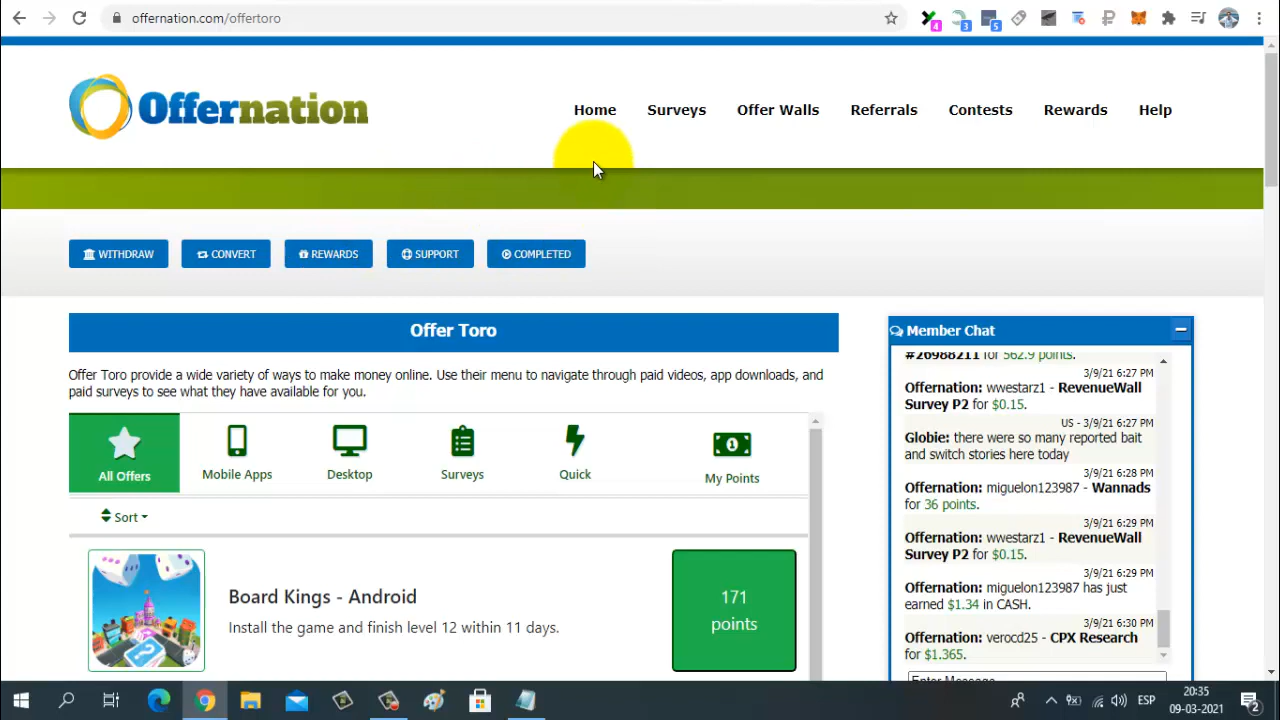 offernation.com/offertoro
4
3
5
Offernation
Home
Surveys
Offer Walls
Referrals
Contests
Rewards
Help
WITHDRAW
CONVERT
REWARDS
SUPPORT
COMPLETED
Offer Toro
Offer Toro provide a wide variety of ways to make money online. Use their menu to navigate through paid videos, app downloads, and
paid surveys to see what they have available for you.
All Offers
Mobile Apps
Desktop
Surveys
Quick
My Points
Sort
Board Kings - Android
Install the game and finish level 12 within 11 days.
171
points
Member Chat
#26988211 for 562.9 points.
3/9/21 6:27 PM
Offernation: wwestarz1 - RevenueWall
Survey P2 for $0.15.
US - 3/9/21 6:27 PM
Globie: there were so many reported bait
and switch stories here today
3/9/21 6:28 PM
Offernation: miguelon123987 - Wannads
for 36 points.
3/9/21 6:29 PM
Offernation: wwestarz1 - RevenueWall
Survey P2 for $0.15.
3/9/21 6:29 PM
Offernation: miguelon123987 has just
earned $1.34 in CASH.
3/9/21 6:30 PM
Offernation: verocd25 - CPX Research
for $1.365.
Enter Message
ESP
20:35
09-03-2021
2